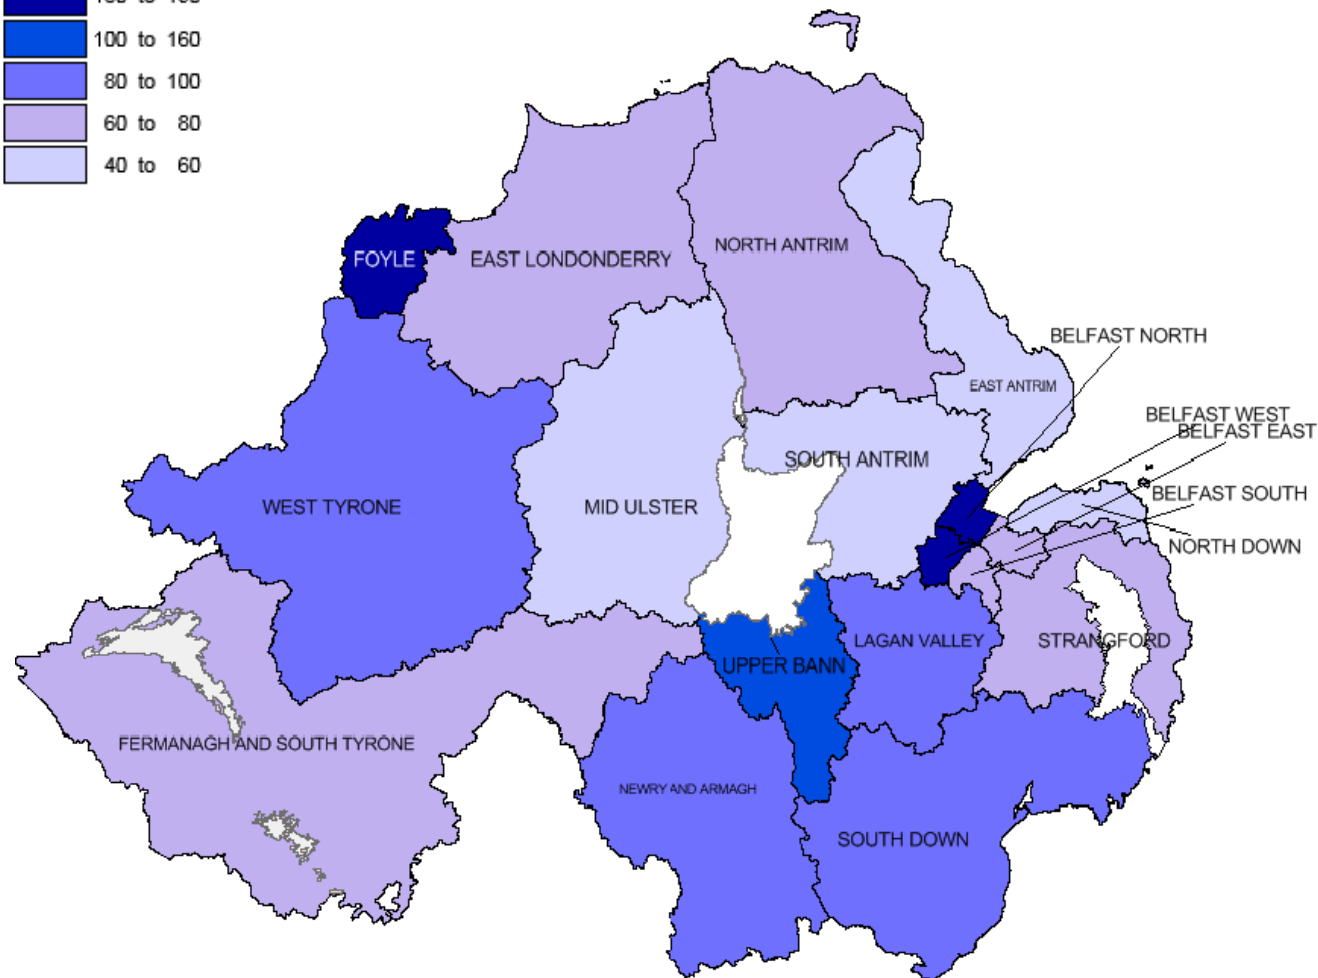 100 to 160
80 to 100
60 to 80
40 to 60
FOYLE
EAST LONDONDERRY
NORTH ANTRIM
BELFAST NORTH
EAST ANTRIM
BELFAST WEST
BELFAST EAST
SOUTH ANTRIM
BELFAST SOUTH
WEST TYRONE
MID ULSTER
NORTH DOWN
LAGAN VALLEY
STRANGFORD
UPPER BANN
FERMANAGH AND SOUTH TYRONE
NEWRY AND ARMAGH
SOUTH DOWN